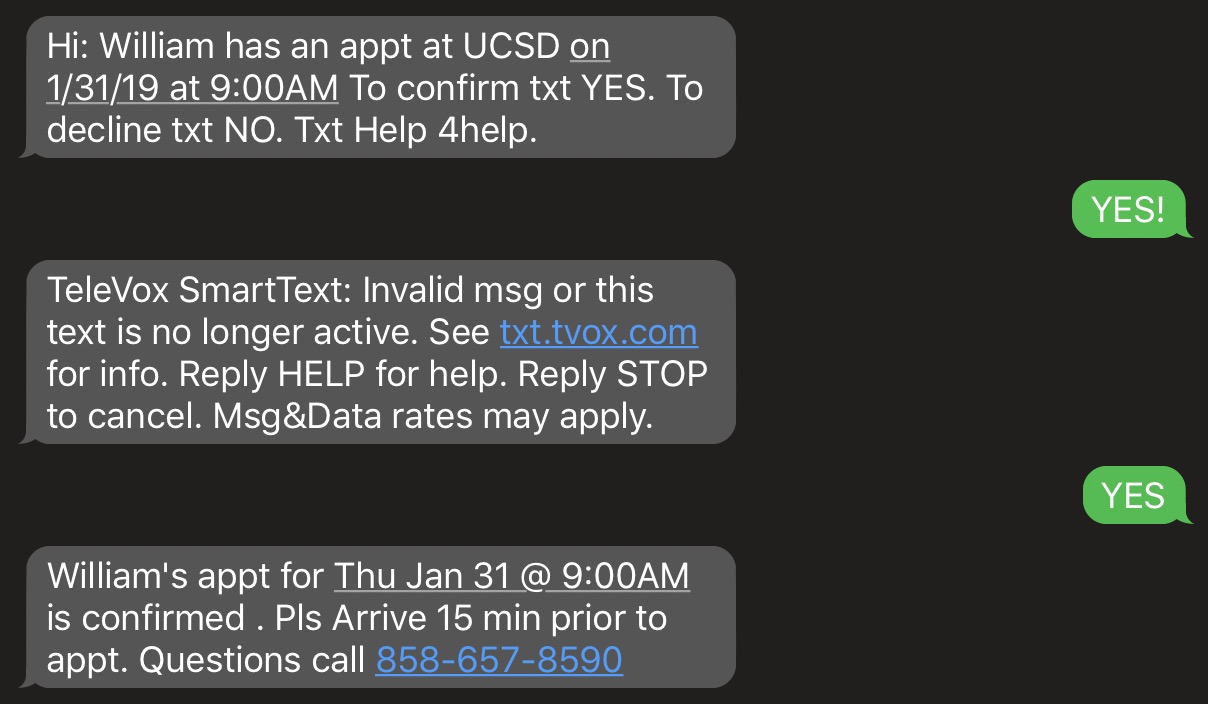 Hi: William has an appt at UCSD on
1/31/19 at 9:00AM To confirm txt YES. To
decline txt NO. Txt Help 4help.
YES!
TeleVox SmartText: Invalid msg or this
text is no longer active. See txt.tvox.com
for info. Reply HELP for help. Reply STOP
to cancel. Msg&Data rates may apply.
YES
William's appt for Thu Jan 31 @ 9:00AM
is confirmed . Pls Arrive 15 min prior to
appt. Questions call 858-657-8590